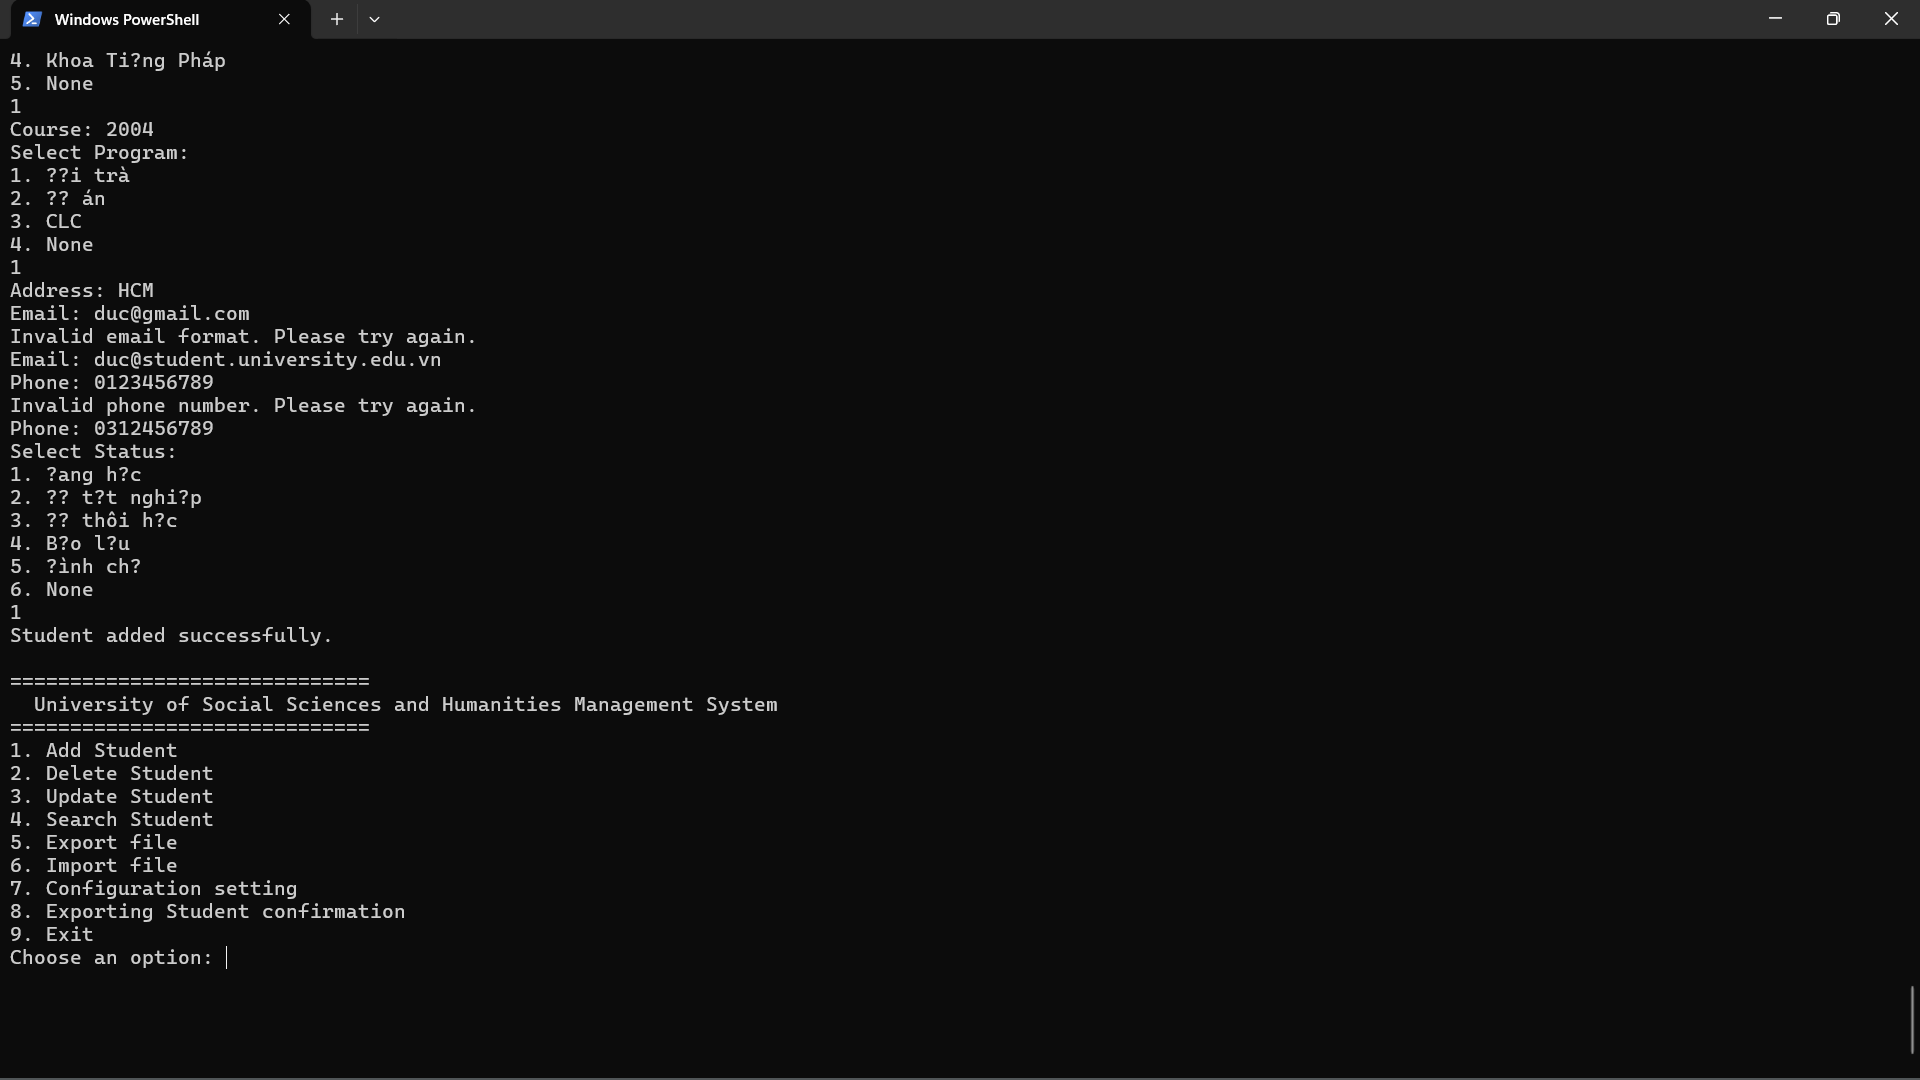 Windows PowerShell
4. Khoa Ti?ng Pháp
5. None
1
Course: 2004
Select Program:
1. ??i trà
2. ?? án
3. CLC
4. None
1
Address: HCM
Email: duc@gmail.com
Invalid email format. Please try again.
Email: duc@student.university.edu.vn
Phone: 0123456789
Invalid phone number. Please try again.
Phone: 0312456789
Select Status:
1. ?ang h?c
2. ?? t?t nghi?p
3. ?? thôi h?c
4. B?o l?u
5. ?ình ch?
6. None
1
Student added successfully.
==============================
University of Social Sciences and Humanities Management System
==============================
1. Add Student
2. Delete Student
3. Update Student
4. Search Student
5. Export file
6. Import file
7. Configuration setting
8. Exporting Student confirmation
9. Exit
Choose an option: